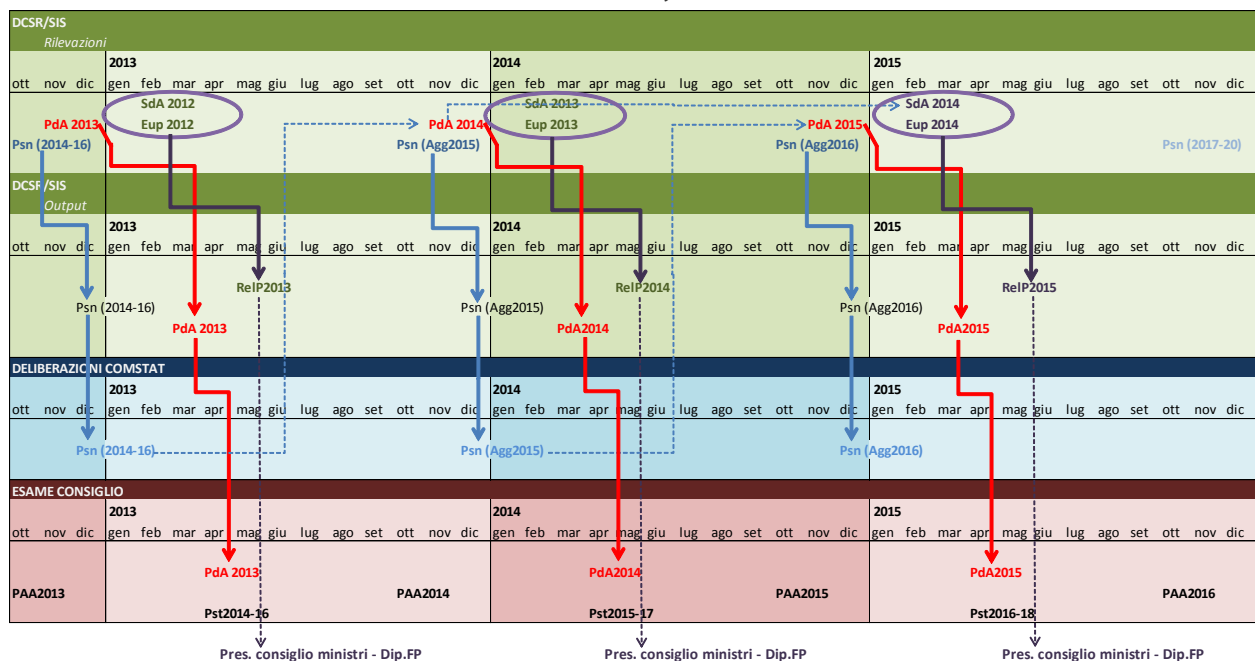 DCSR/SIS
Rilevazioni
2013 2014 2015
ott nov dic gen feb mar apr mag giu lug ago set ott nov dic gen feb mar apr mag giu lug ago set ott nov dic gen feb mar apr mag giu lug ago set ott nov dic
SdA 2012 SdA 2013 SdA 2014
PdA 2013 Eup 2012 PdA 2014 Eup 2013 PdA 2015 Eup 2014
Psn (2014-16) Psn (Agg2015) Psn (Agg2016) Psn (2017-20)
DCSR/SIS
Output
2013 2014 2015
ott nov dic gen feb mar apr mag giu lug ago set ott nov dic gen feb mar apr mag giu lug ago set ott nov dic gen feb mar apr mag giu lug ago set ott nov dic
RelP2013 RelP2014 RelP2015
Psn (2014-16) Psn (Agg2015) Psn (Agg2016)
PdA 2013 PdA2014 PdA2015
DELIBERAZIONI COMSTAT
2013 2014 2015
ott nov dic gen feb mar apr mag giu lug ago set ott nov dic gen feb mar apr mag giu lug ago set ott nov dic gen feb mar apr mag giu lug ago set ott nov dic
Psn (2014-16) Psn (Agg2015) Psn (Agg2016)
ESAME CONSIGLIO
2013 2014 2015
ott nov dic gen feb mar apr mag giu lug ago set ott nov dic gen feb mar apr mag giu lug ago set ott nov dic gen feb mar apr mag giu lug ago set ott nov dic
PdA 2013 PdA2014 PdA2015
PAA2013 PAA2014 PAA2015 PAA2016
Pst2014-16 Pst2015-17 Pst2016-18
Pres. consiglio ministri - Dip.FP Pres. consiglio ministri - Dip.FP Pres. consiglio ministri - Dip.FP